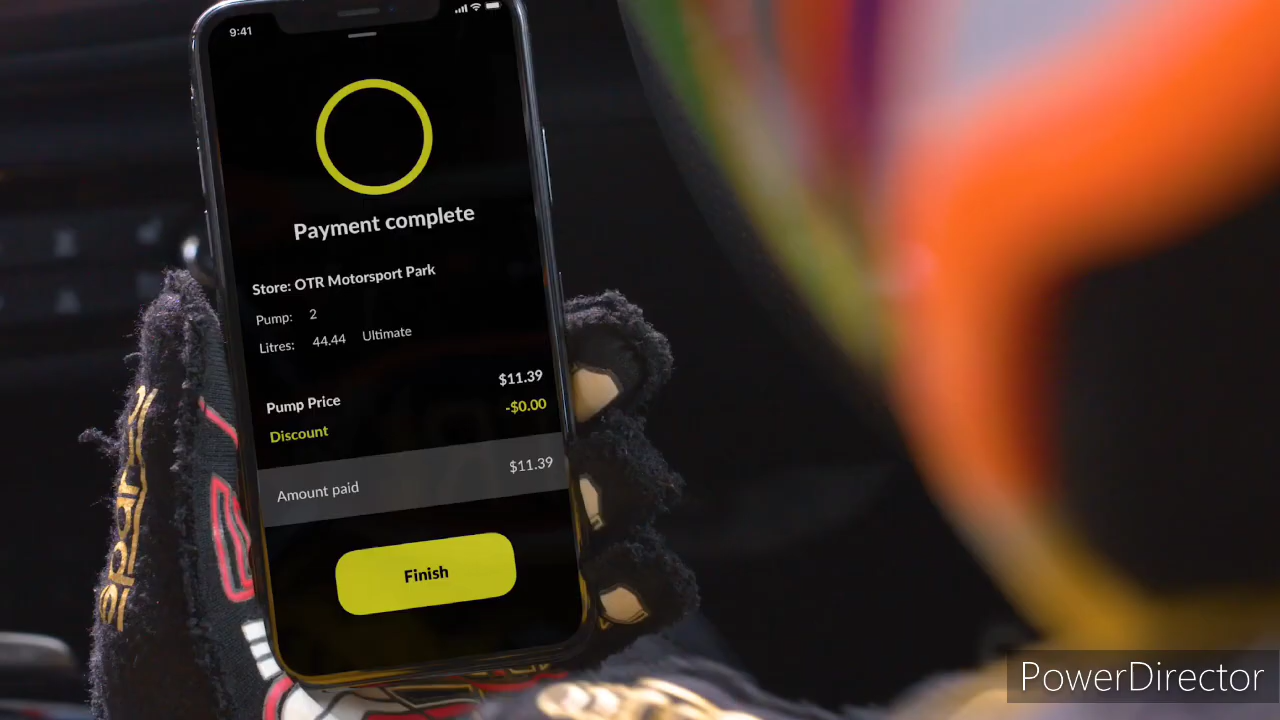 9:41
Payment complete
Store: OTR Motorsport Park
Pump: 2
Litres: 44.44 Ultimate
Pump Price $11.39
Discount -$0.00
Amount paid $11.39
Finish
PowerDirector